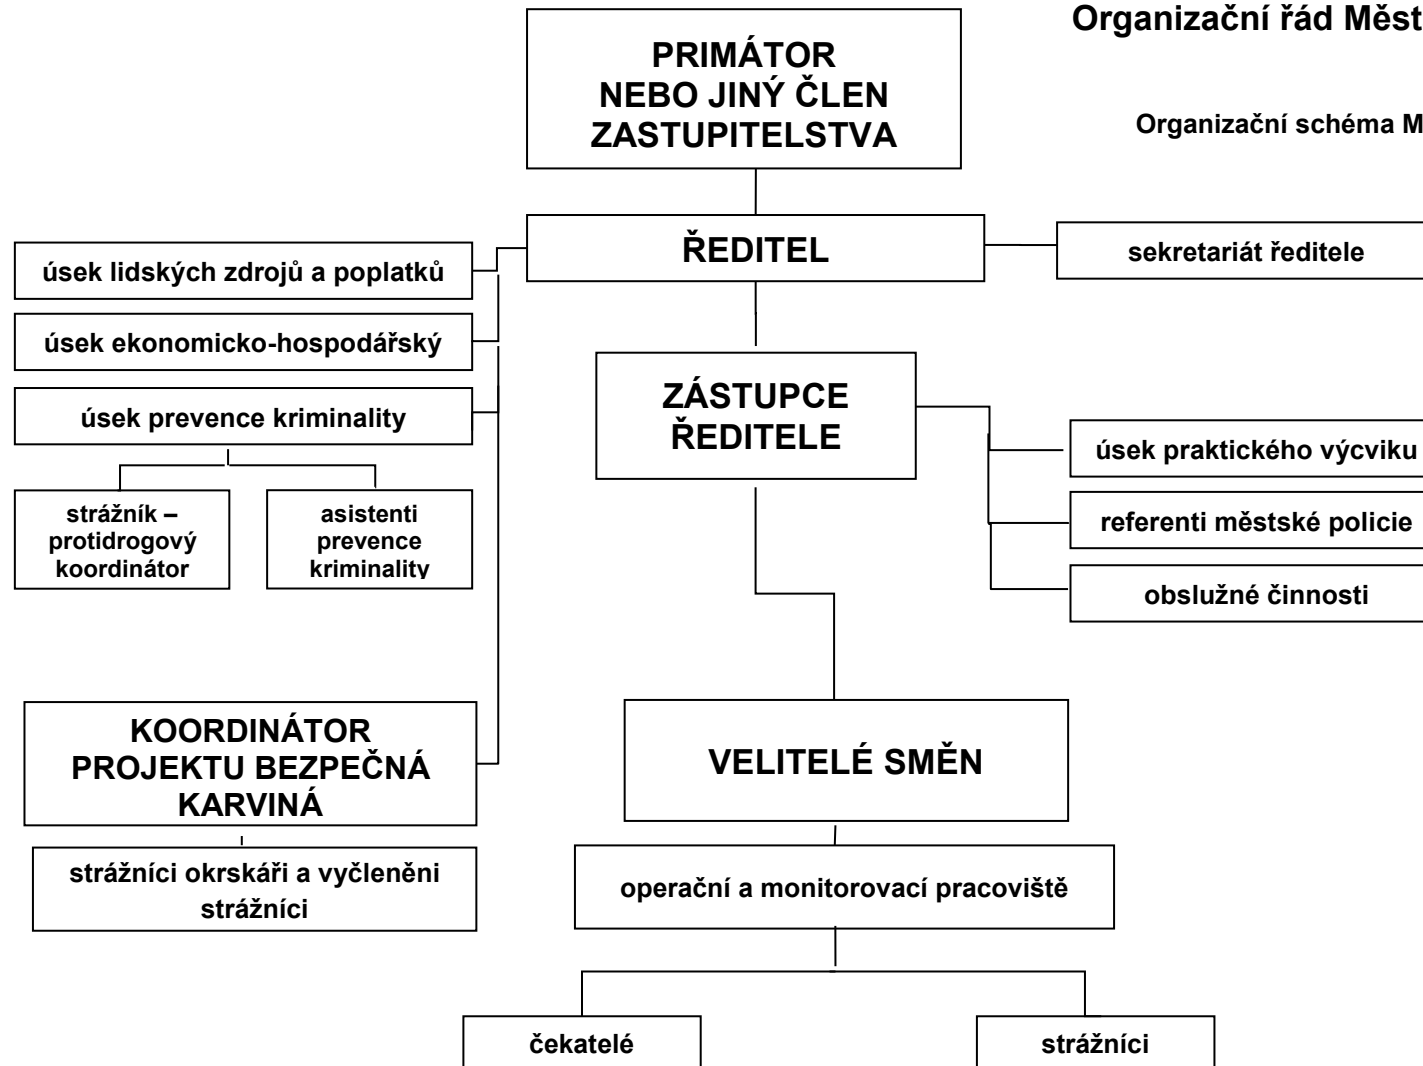 Organizační řád Měst
PRIMÁTOR
NEBO JINÝ ČLEN
ZASTUPITELSTVA
Organizační schéma M
ŘEDITEL
sekretariát ředitele
úsek lidských zdrojů a poplatků
úsek ekonomicko-hospodářský
úsek prevence kriminality
strážník –
protidrogový
koordinátor
asistenti
prevence
kriminality
ZÁSTUPCE
ŘEDITELE
úsek praktického výcviku
referenti městské policie
obslužné činnosti
KOORDINÁTOR
PROJEKTU BEZPEČNÁ
KARVINÁ
strážníci okrskáři a vyčleněni
strážníci
VELITELÉ SMĚN
operační a monitorovací pracoviště
čekatelé
strážníci